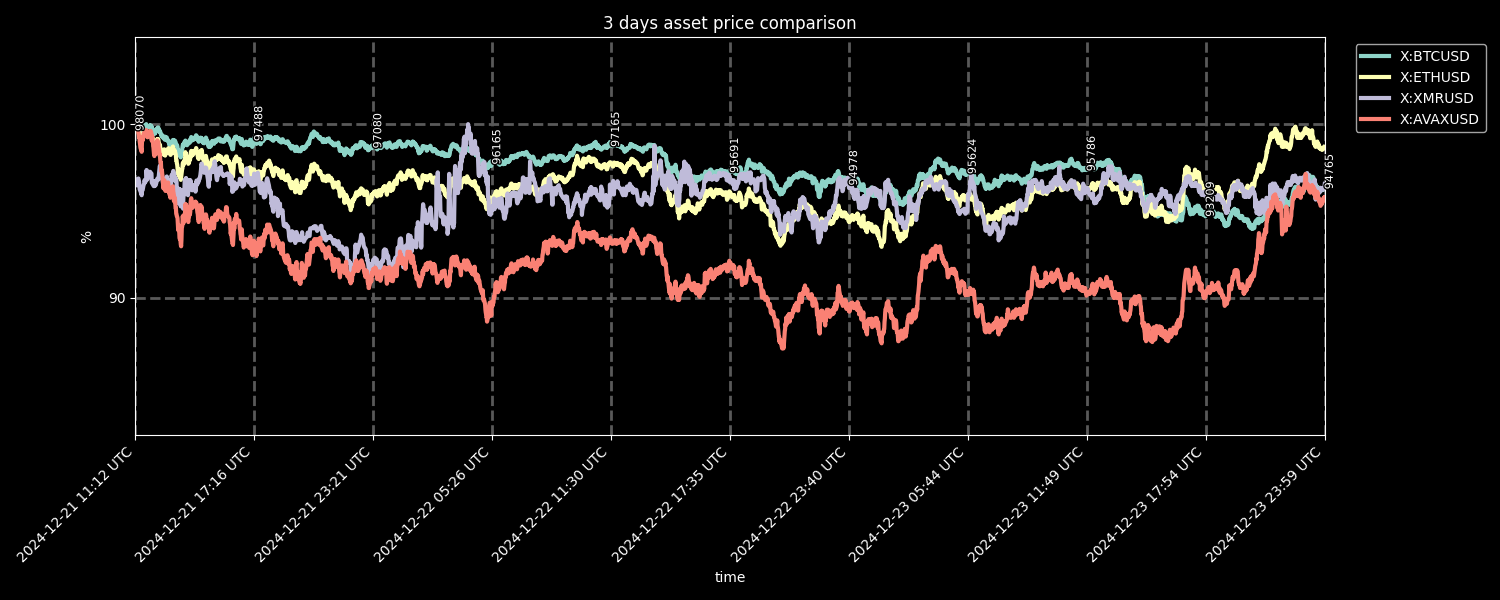 3 days asset price comparison
X:BTCUSD
X:ETHUSD
X:XMRUSD
X:AVAXUSD
100
90
%
98070
97488
97080
96165
97165
95691
94978
95624
95786
93209
94765
2024-12-21 11:12 UTC
2024-12-21 17:16 UTC
2024-12-21 23:21 UTC
2024-12-22 05:26 UTC
2024-12-22 11:30 UTC
2024-12-22 17:35 UTC
2024-12-22 23:40 UTC
2024-12-23 05:44 UTC
2024-12-23 11:49 UTC
2024-12-23 17:54 UTC
2024-12-23 23:59 UTC
time